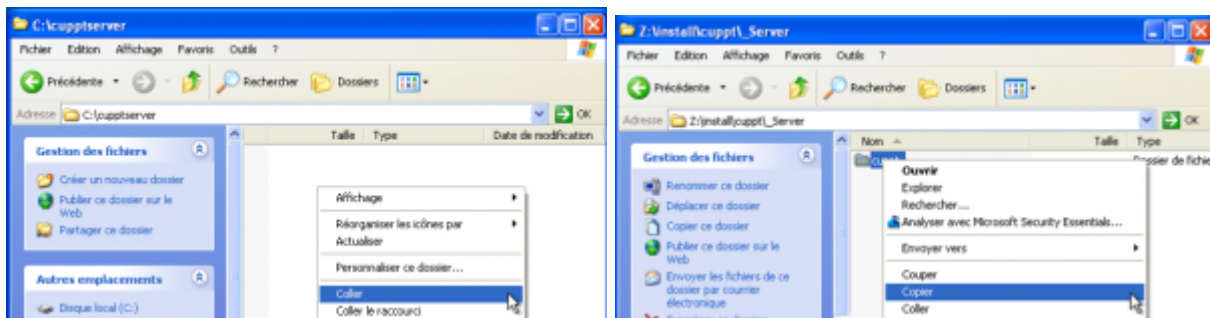 C:\cupptserver
Fichier Edition Affichage Favoris Outils ?
Précédente Rechercher Dossiers
Adresse C:\cupptserver OK
Taille Type Date de modification
Gestion des fichiers
Créer un nouveau dossier
Publier ce dossier sur le
Web
Partager ce dossier
Autres emplacements
Disque local (C:)
Affichage
Réorganiser les icônes par
Actualiser
Personnaliser ce dossier...
Coller
Coller le raccourci
Z:\install\cuppt\_Server
Fichier Edition Affichage Favoris Outils ?
Précédente Rechercher Dossiers
Adresse Z:\install\cuppt\_Server OK
Nom Taille Type
cuppt Dossier de fichie
Gestion des fichiers
Renommer ce dossier
Déplacer ce dossier
Copier ce dossier
Publier ce dossier sur le
Web
Envoyer les fichiers de ce
dossier par courrier
électronique
Ouvrir
Explorer
Rechercher...
Analyser avec Microsoft Security Essentials...
Envoyer vers
Couper
Copier
Coller